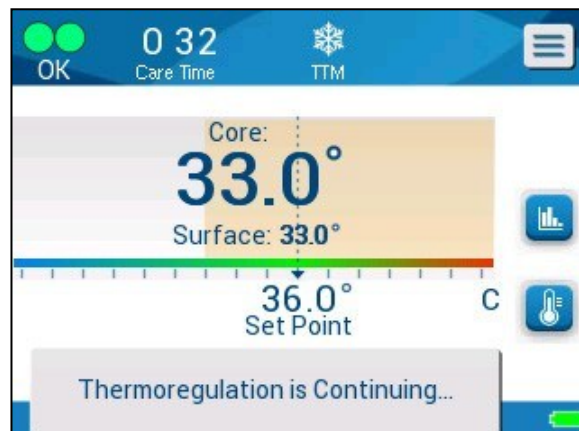 0 32
OK
Care Time
TTM
Core:
33.0°
Surface: 33.0°
36.0°
C
Set Point
Thermoregulation is Continuing...